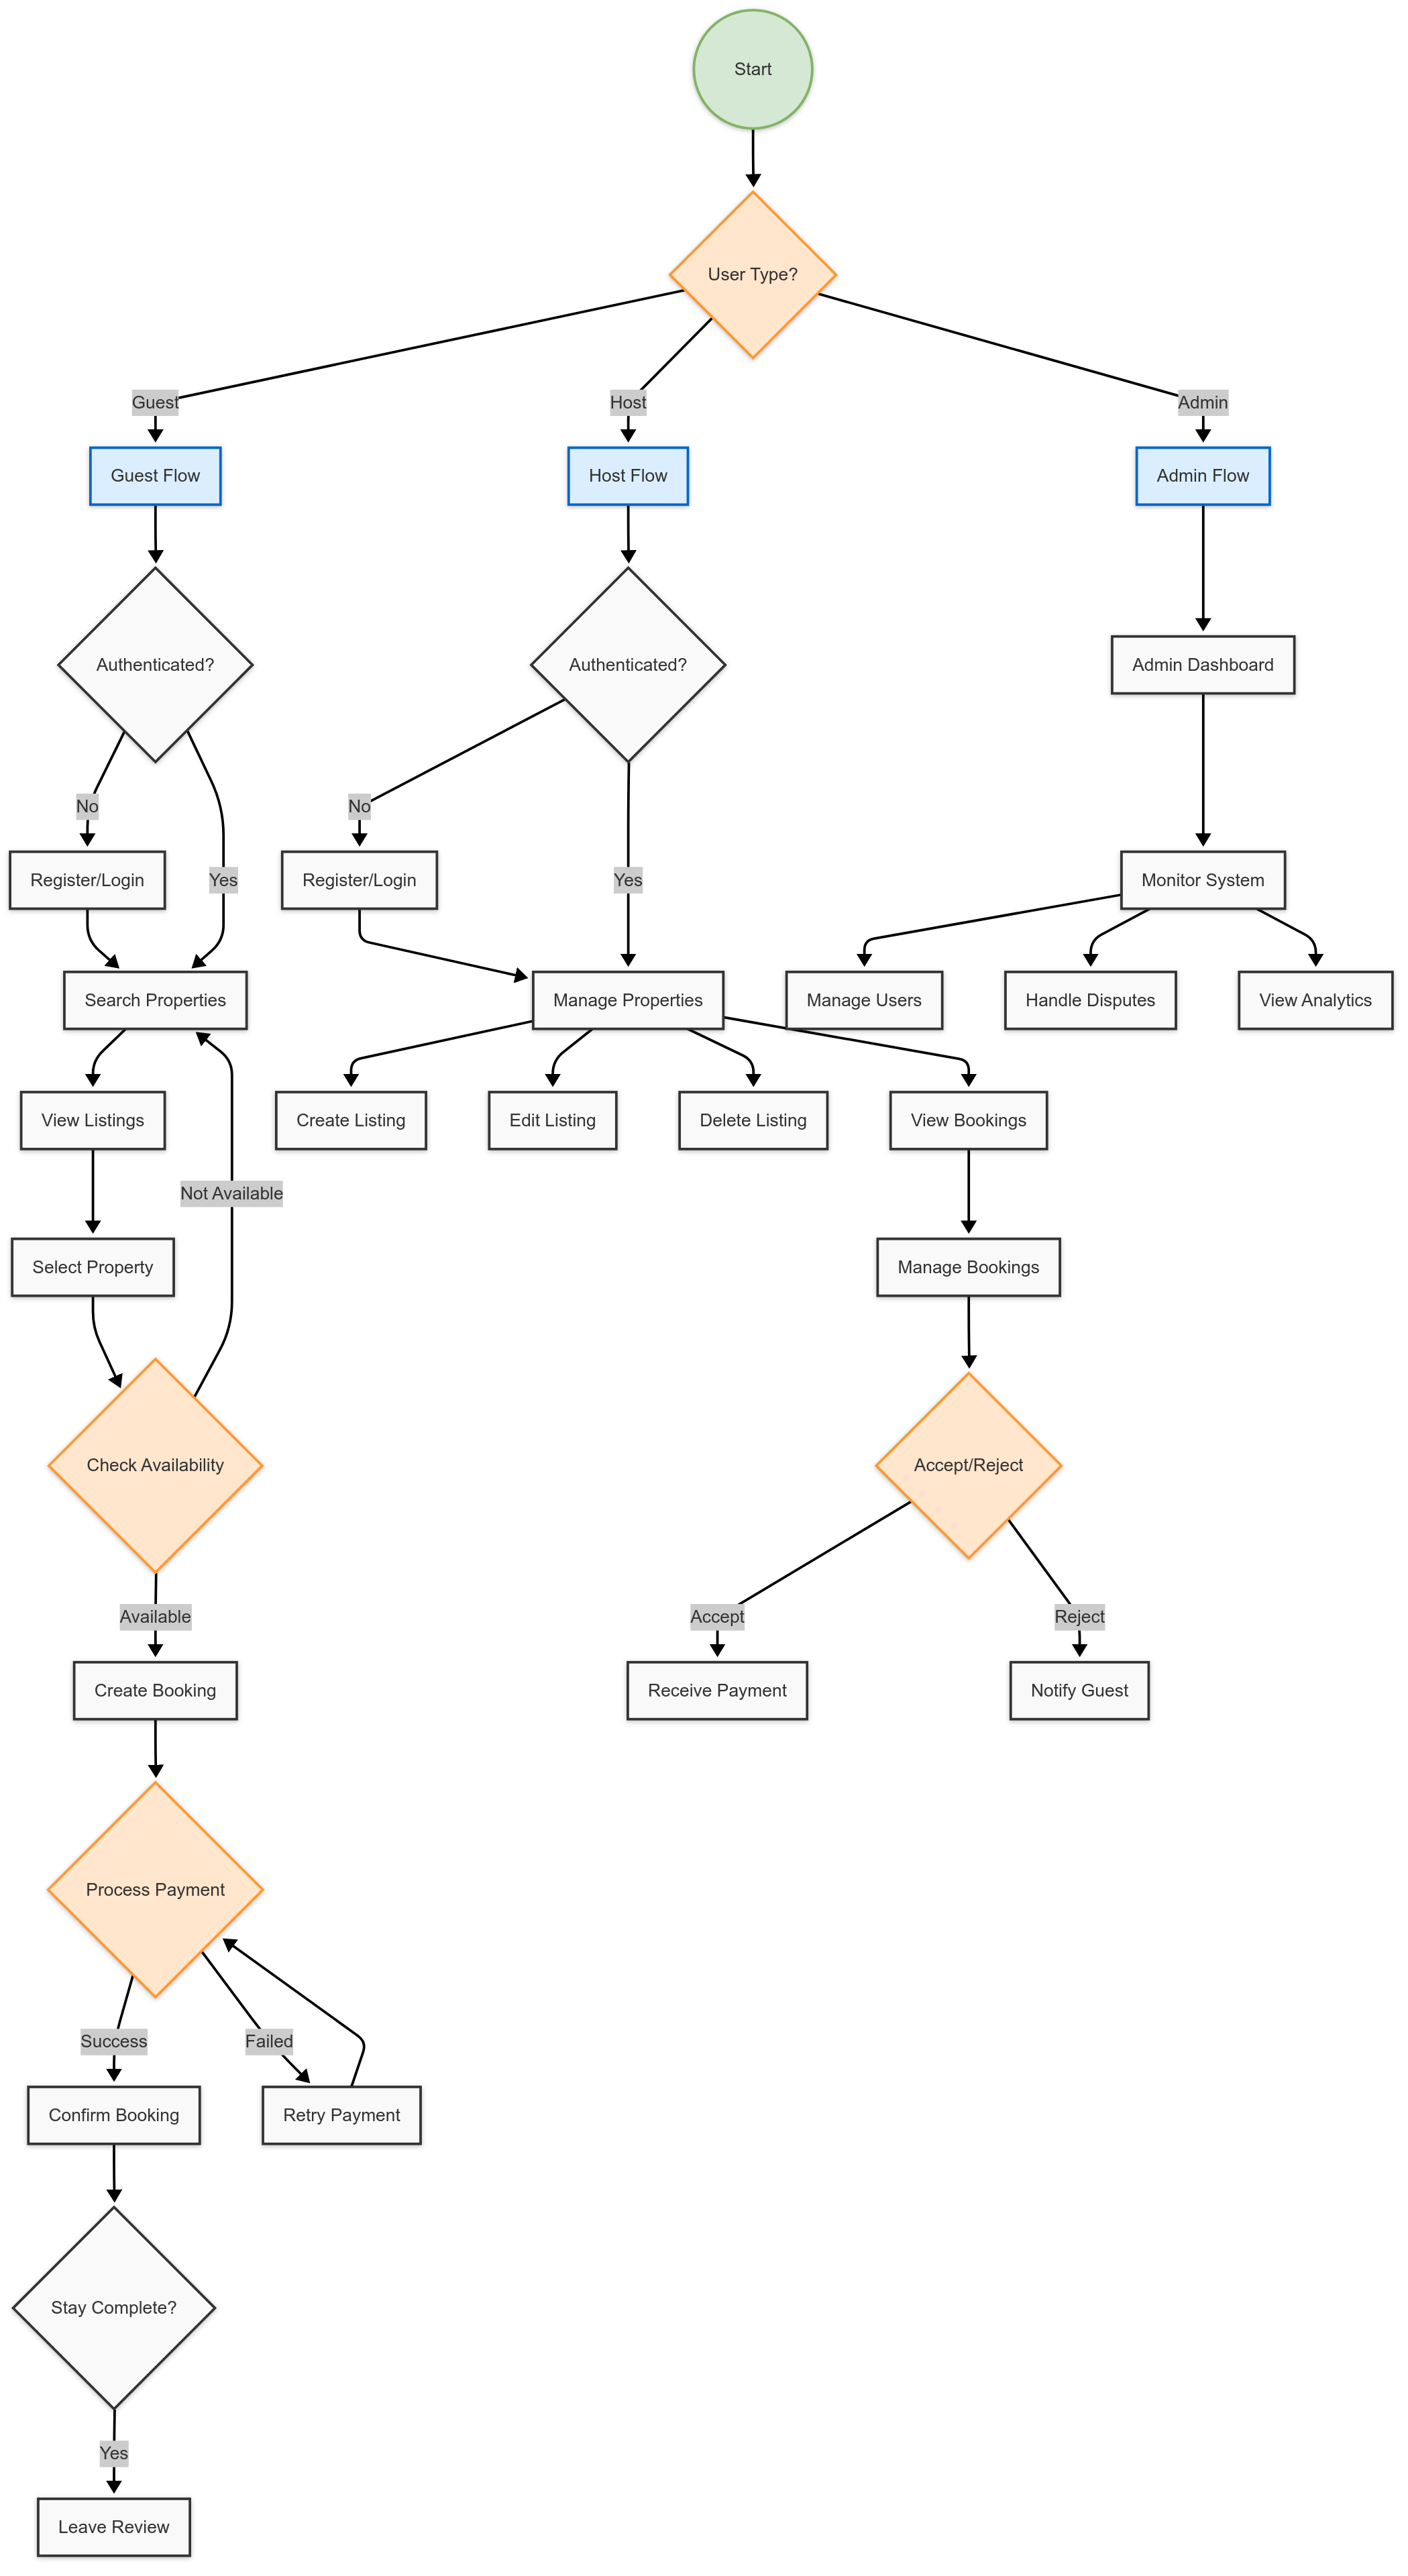 Start
User Type?
Guest
Host
Admin
Guest Flow
Host Flow
Admin Flow
Authenticated?
Authenticated?
Admin Dashboard
No
No
Register/Login
Yes
Register/Login
Yes
Monitor System
Search Properties
Manage Properties
Manage Users
Handle Disputes
View Analytics
View Listings
Create Listing
Edit Listing
Delete Listing
View Bookings
Not Available
Select Property
Manage Bookings
Check Availability
Accept/Reject
Available
Accept
Reject
Create Booking
Receive Payment
Notify Guest
Process Payment
Success
Failed
Confirm Booking
Retry Payment
Stay Complete?
Yes
Leave Review